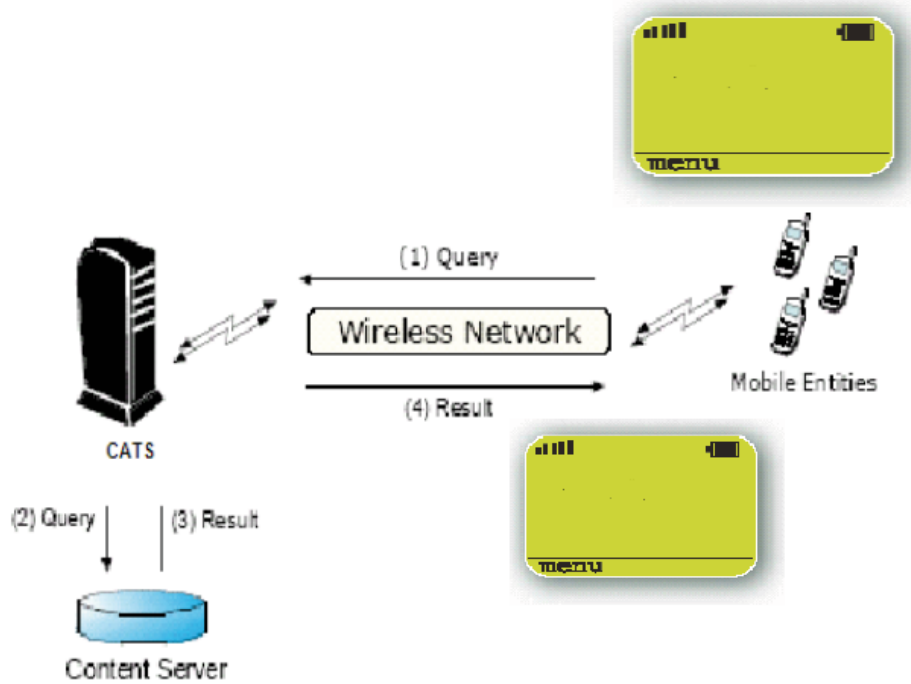 menu
(1) Query
Wireless Network
(4) Result
Mobile Entities
CATS
(2) Query
(3) Result
menu
Content Server